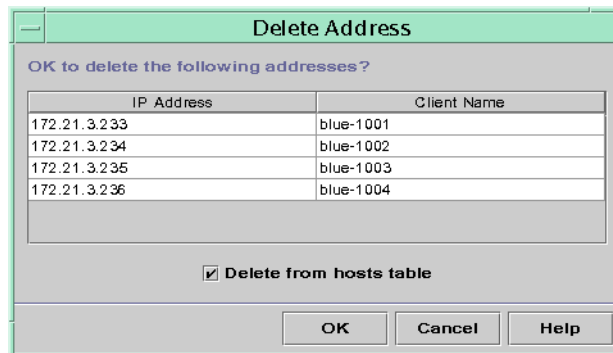 Delete Address
OK to delete the following addresses?
IP Address Client Name
172.21.3.233 blue-1001
172.21.3.234 blue-1002
172.21.3.235 blue-1003
172.21.3.236 blue-1004
Delete from hosts table
OK Cancel Help